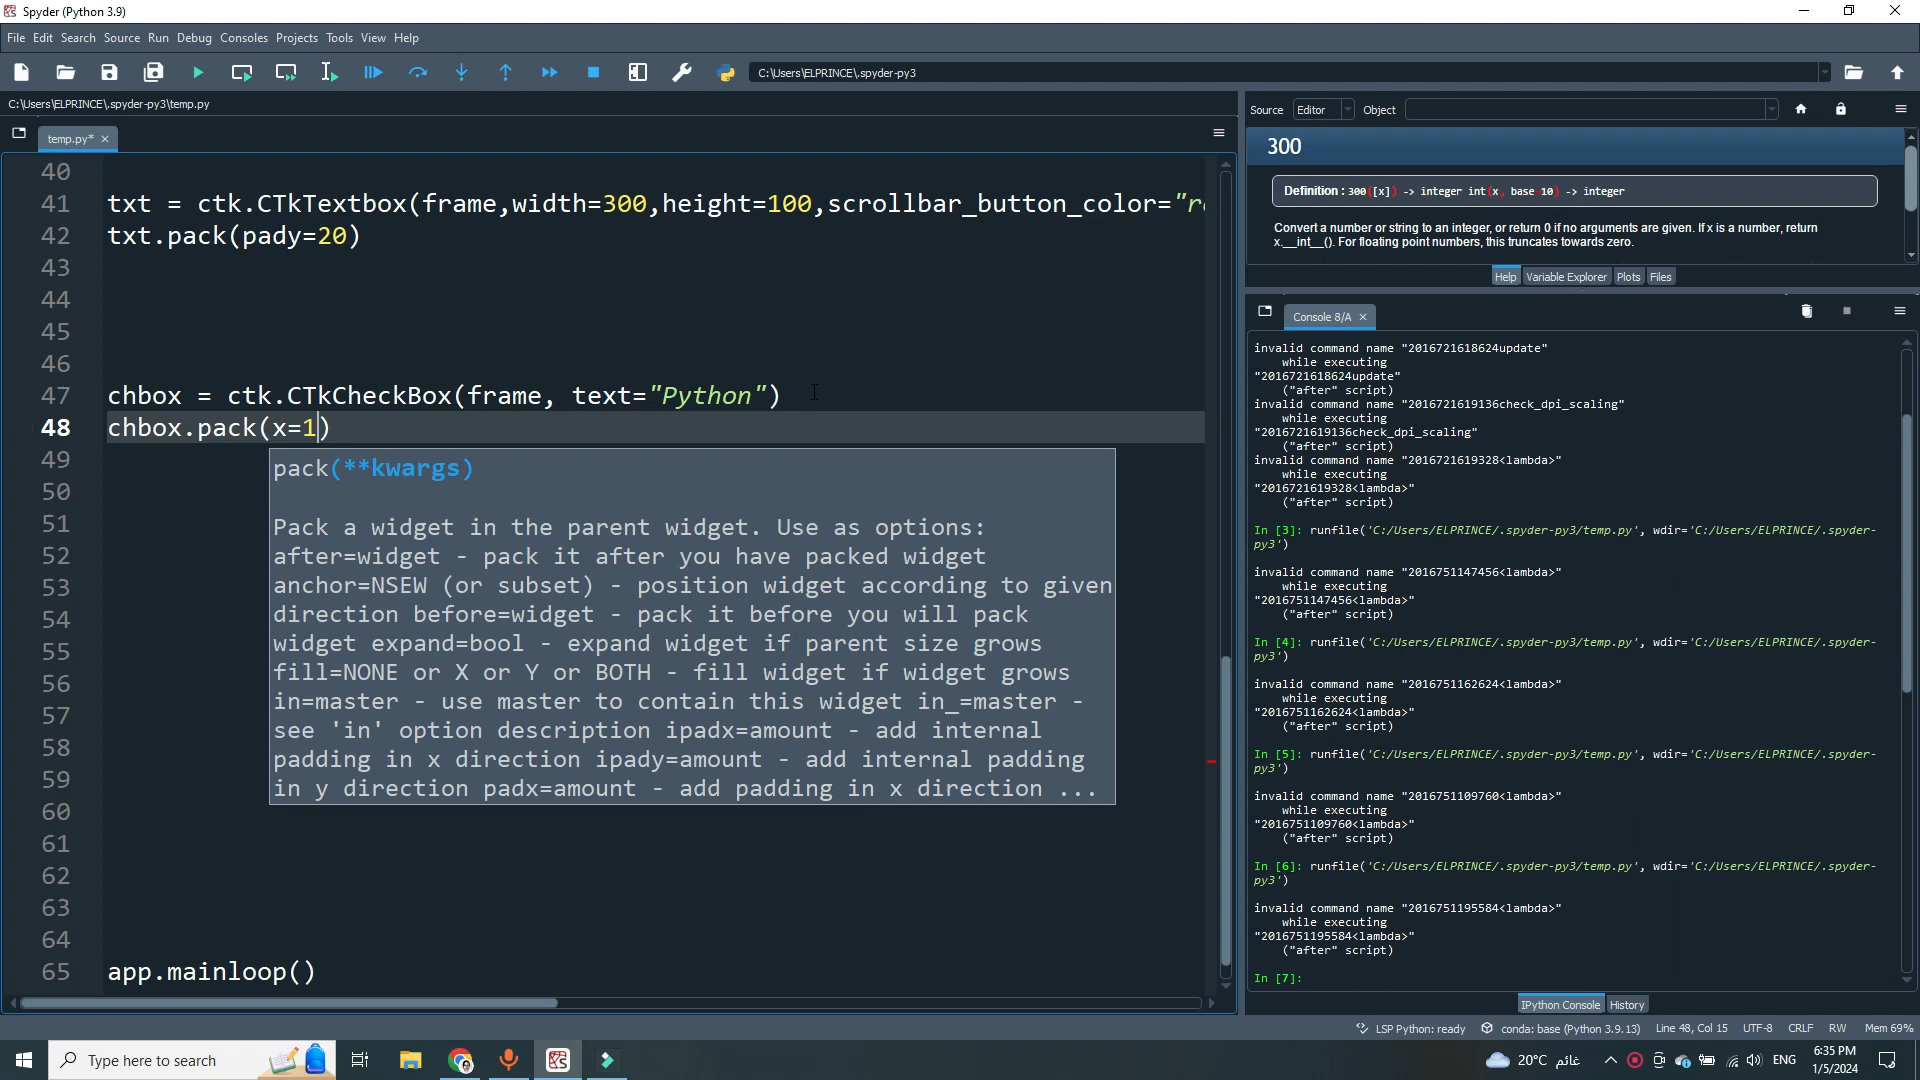 Spyder (Python 3.9)
File Edit Search Source Run Debug Consoles Projects Tools View Help
C:\Users\ELPRINCE\.spyder-py3
C:\Users\ELPRINCE\.spyder-py3\temp.py
temp.py*
40
41 txt = ctk.CTkTextbox(frame,width=300,height=100,scrollbar_button_color="re
42 txt.pack(pady=20)
43
44
45
46
47 chbox = ctk.CTkCheckBox(frame, text="Python")
48 chbox.pack(x=1)
49
50
51
52
53
54
55
56
57
58
59
60
61
62
63
64
65 app.mainloop()
pack(**kwargs)
Pack a widget in the parent widget. Use as options:
after=widget - pack it after you have packed widget
anchor=NSEW (or subset) - position widget according to given
direction before=widget - pack it before you will pack
widget expand=bool - expand widget if parent size grows
fill=NONE or X or Y or BOTH - fill widget if widget grows
in=master - use master to contain this widget in_=master -
see 'in' option description ipadx=amount - add internal
padding in x direction ipady=amount - add internal padding
in y direction padx=amount - add padding in x direction ...
Source Editor Object
300
Definition : 300([x]) -> integer int(x, base=10) -> integer
Convert a number or string to an integer, or return 0 if no arguments are given. If x is a number, return
x.__int__(). For floating point numbers, this truncates towards zero.
Help Variable Explorer Plots Files
Console 8/A
invalid command name "2016721618624update"
while executing
"2016721618624update"
("after" script)
invalid command name "2016721619136check_dpi_scaling"
while executing
"2016721619136check_dpi_scaling"
("after" script)
invalid command name "2016721619328<lambda>"
while executing
"2016721619328<lambda>"
("after" script)
In [3]: runfile('C:/Users/ELPRINCE/.spyder-py3/temp.py', wdir='C:/Users/ELPRINCE/.spyder-
py3')
invalid command name "2016751147456<lambda>"
while executing
"2016751147456<lambda>"
("after" script)
In [4]: runfile('C:/Users/ELPRINCE/.spyder-py3/temp.py', wdir='C:/Users/ELPRINCE/.spyder-
py3')
invalid command name "2016751162624<lambda>"
while executing
"2016751162624<lambda>"
("after" script)
In [5]: runfile('C:/Users/ELPRINCE/.spyder-py3/temp.py', wdir='C:/Users/ELPRINCE/.spyder-
py3')
invalid command name "2016751109760<lambda>"
while executing
"2016751109760<lambda>"
("after" script)
In [6]: runfile('C:/Users/ELPRINCE/.spyder-py3/temp.py', wdir='C:/Users/ELPRINCE/.spyder-
py3')
invalid command name "2016751195584<lambda>"
while executing
"2016751195584<lambda>"
("after" script)
In [7]:
IPython Console History
LSP Python: ready conda: base (Python 3.9.13) Line 48, Col 15 UTF-8 CRLF RW Mem 69%
Type here to search
20°C غائم ENG
6:35 PM
1/5/2024